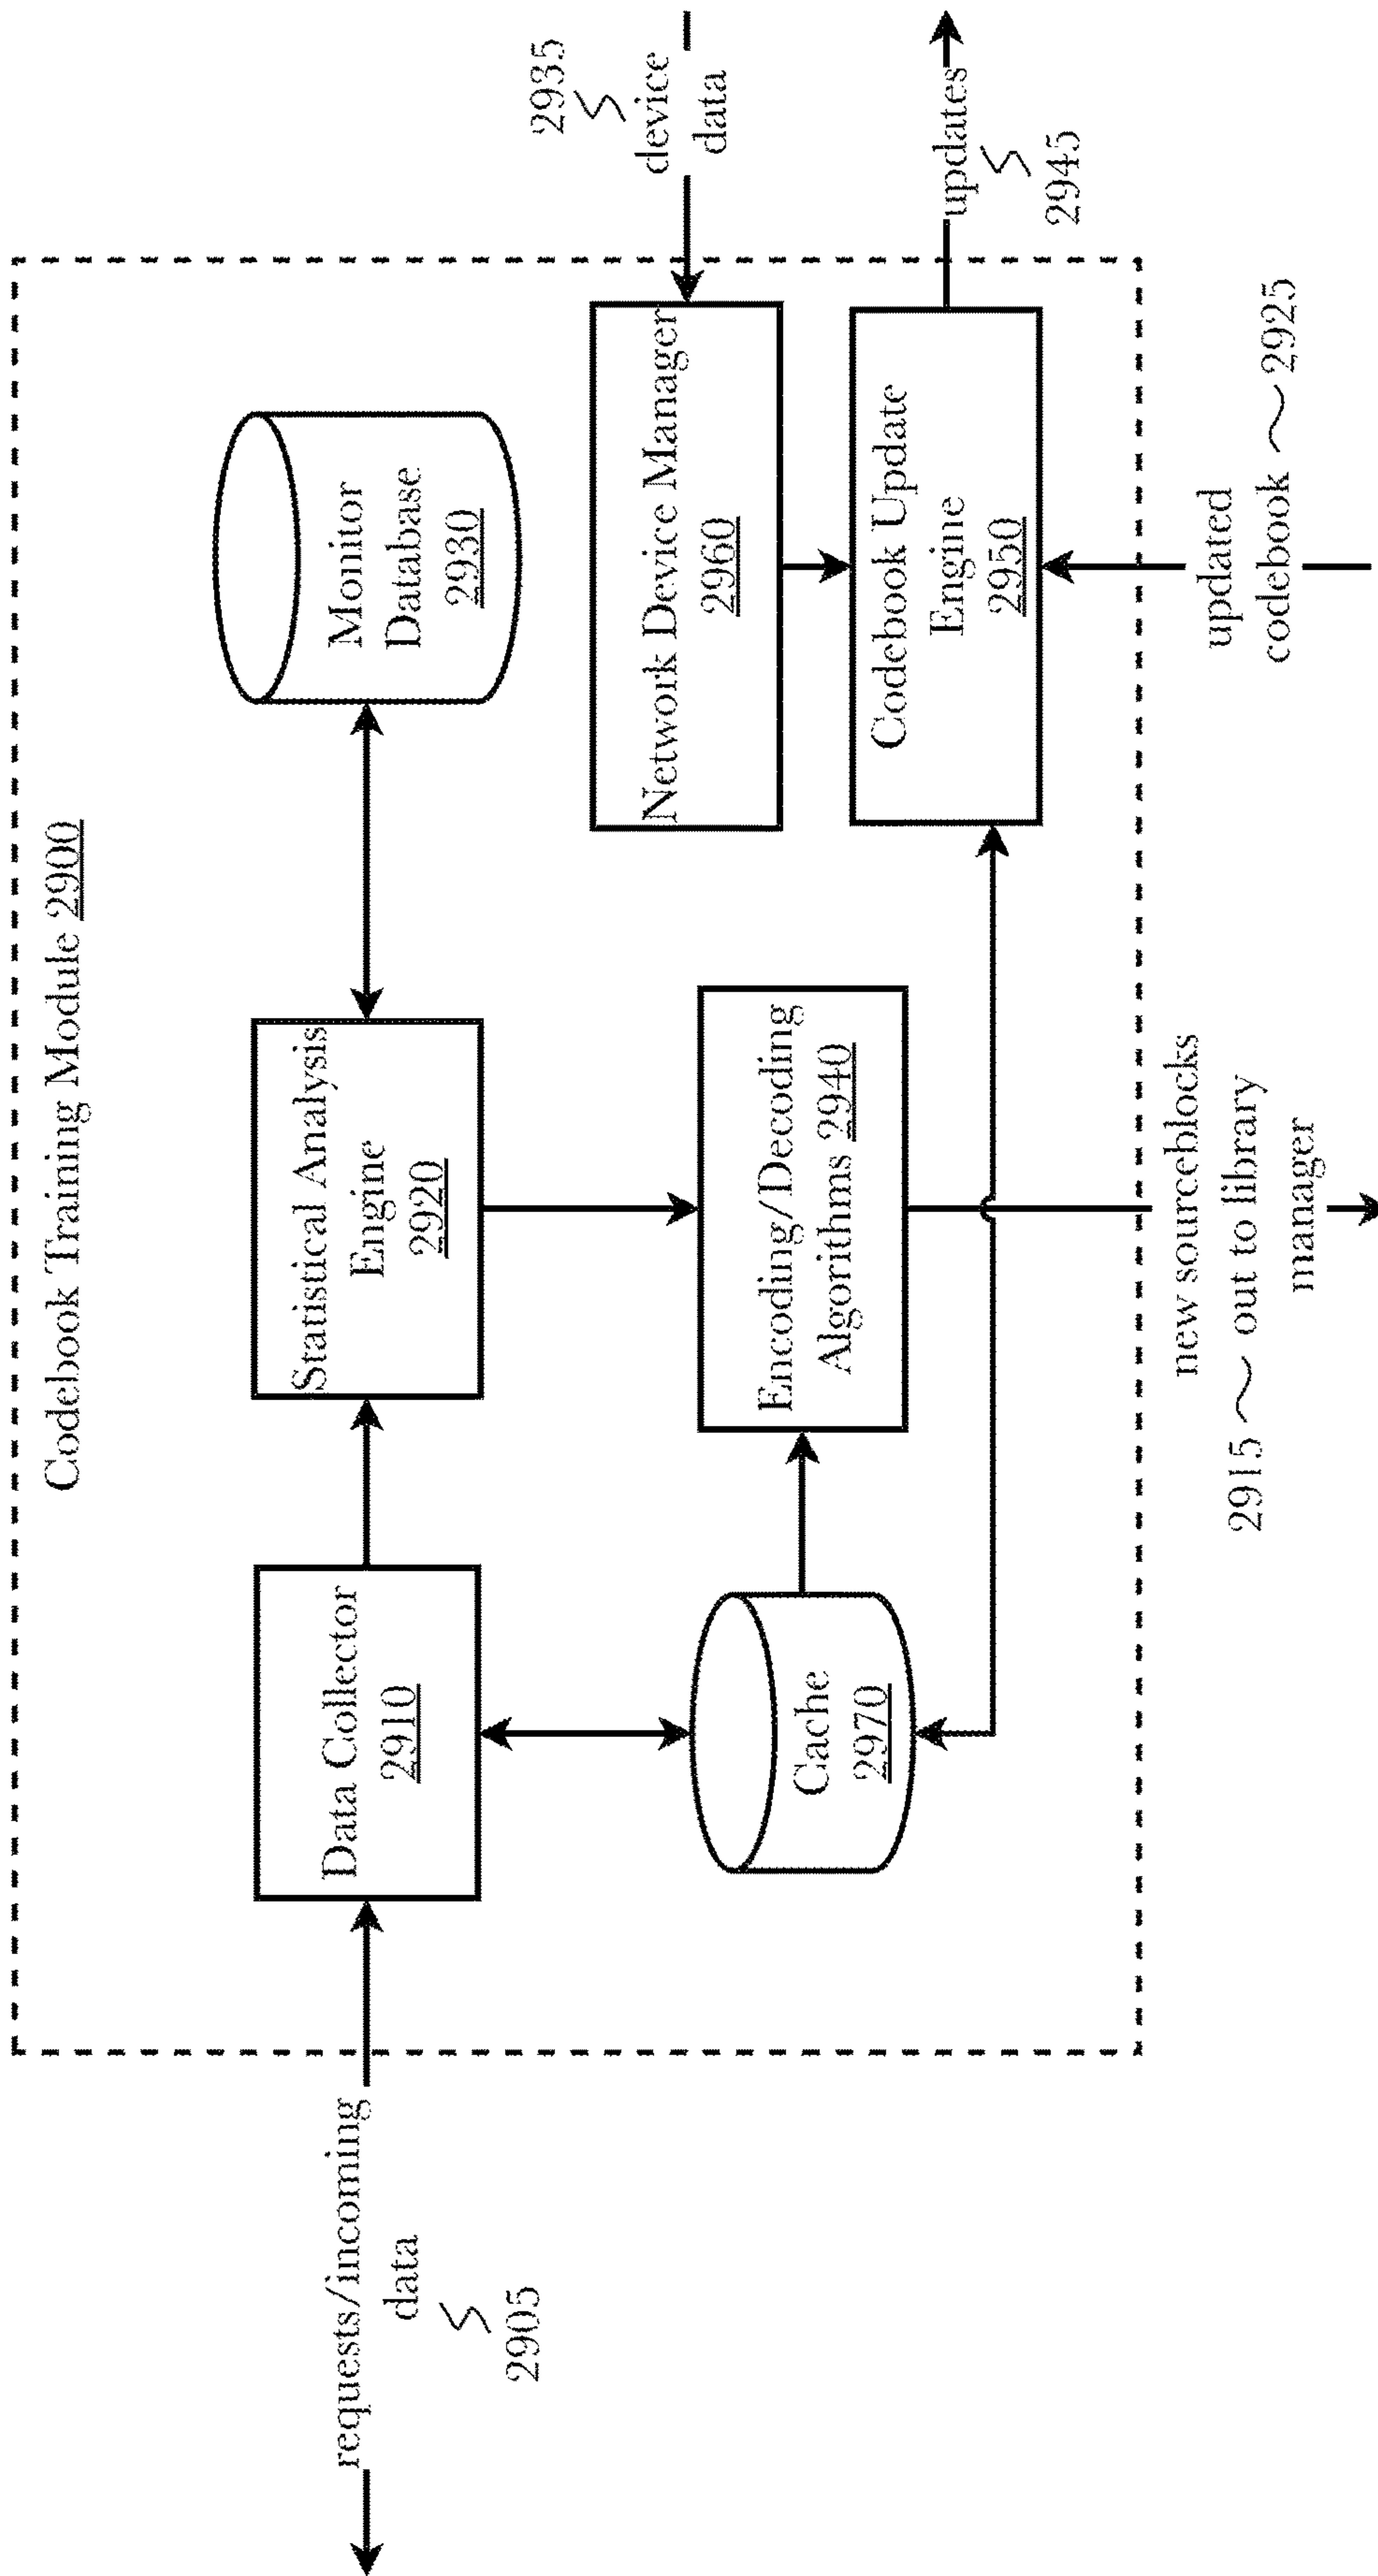 Codebook Training Module 2900
requests/incoming
data
2905
Data Collector
2910
Statistical Analysis
Engine
2920
Monitor
Database
2930
Cache
2970
Encoding/Decoding
Algorithms 2940
Network Device Manager
2960
Codebook Update
Engine
2950
2935
device
data
updates
2945
new sourceblocks
2915 ~ out to library
manager
updated
codebook ~ 2925